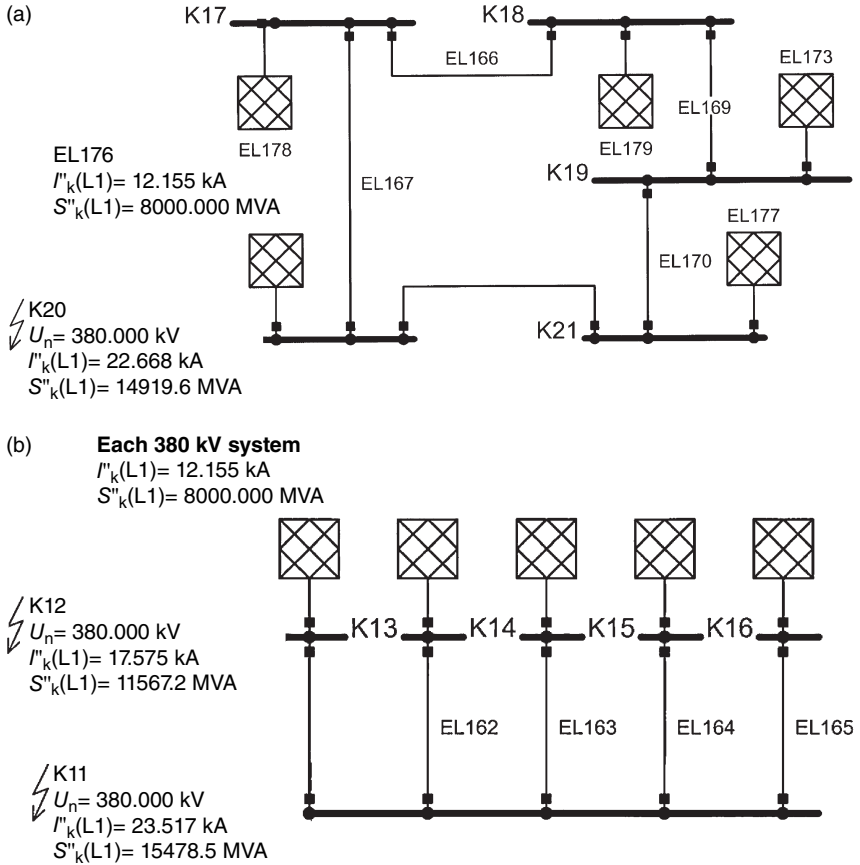 (a)
K17
K18
EL166
EL173
EL178
EL179
EL169
EL176
I"k(L1)= 12.155 kA
S"k(L1)= 8000.000 MVA
EL167
K19
EL177
EL170
K20
Un= 380.000 kV
I"k(L1)= 22.668 kA
S"k(L1)= 14919.6 MVA
K21
(b)
Each 380 kV system
I"k(L1)= 12.155 kA
S"k(L1)= 8000.000 MVA
K12
Un= 380.000 kV
I"k(L1)= 17.575 kA
S"k(L1)= 11567.2 MVA
K13
K14
K15
K16
EL162
EL163
EL164
EL165
K11
Un= 380.000 kV
I"k(L1)= 23.517 kA
S"k(L1)= 15478.5 MVA